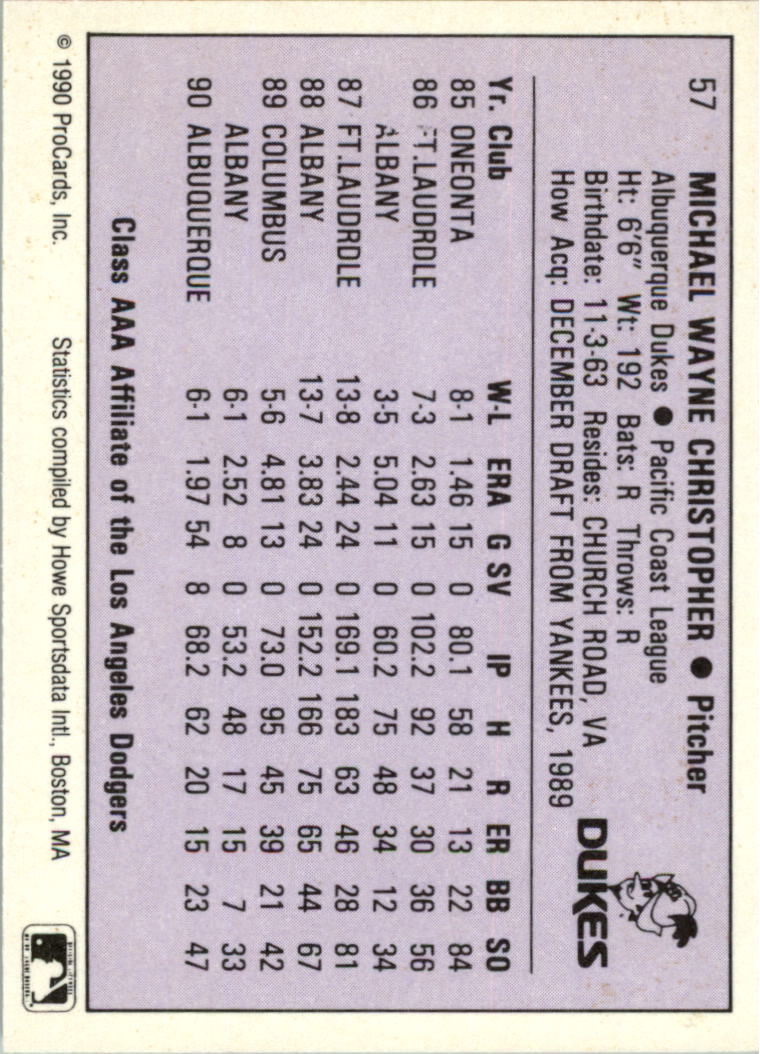 57 MICHAEL WAYNE CHRISTOPHER ● Pitcher
Albuquerque Dukes ● Pacific Coast League
Ht: 6'6" Wt: 192 Bats: R Throws: R
Birthdate: 11-3-63 Resides: CHURCH ROAD, VA
How Acq: DECEMBER DRAFT FROM YANKEES, 1989
DUKES
Yr. Club W-L ERA G SV IP H R ER BB SO
85 ONEONTA 8-1 1.46 15 0 80.1 58 21 13 22 84
86 FT.LAUDRDLE 7-3 2.63 15 0 102.2 92 37 30 36 56
ALBANY 3-5 5.04 11 0 60.2 75 48 34 12 34
87 FT.LAUDRDLE 13-8 2.44 24 0 169.1 183 63 46 28 81
88 ALBANY 13-7 3.83 24 0 152.2 166 75 65 44 67
89 COLUMBUS 5-6 4.81 13 0 73.0 95 45 39 21 42
ALBANY 6-1 2.52 8 0 53.2 48 17 15 7 33
90 ALBUQUERQUE 6-1 1.97 54 8 68.2 62 20 15 23 47
Class AAA Affiliate of the Los Angeles Dodgers
© 1990 ProCards, Inc. Statistics compiled by Howe Sportsdata Intl., Boston, MA